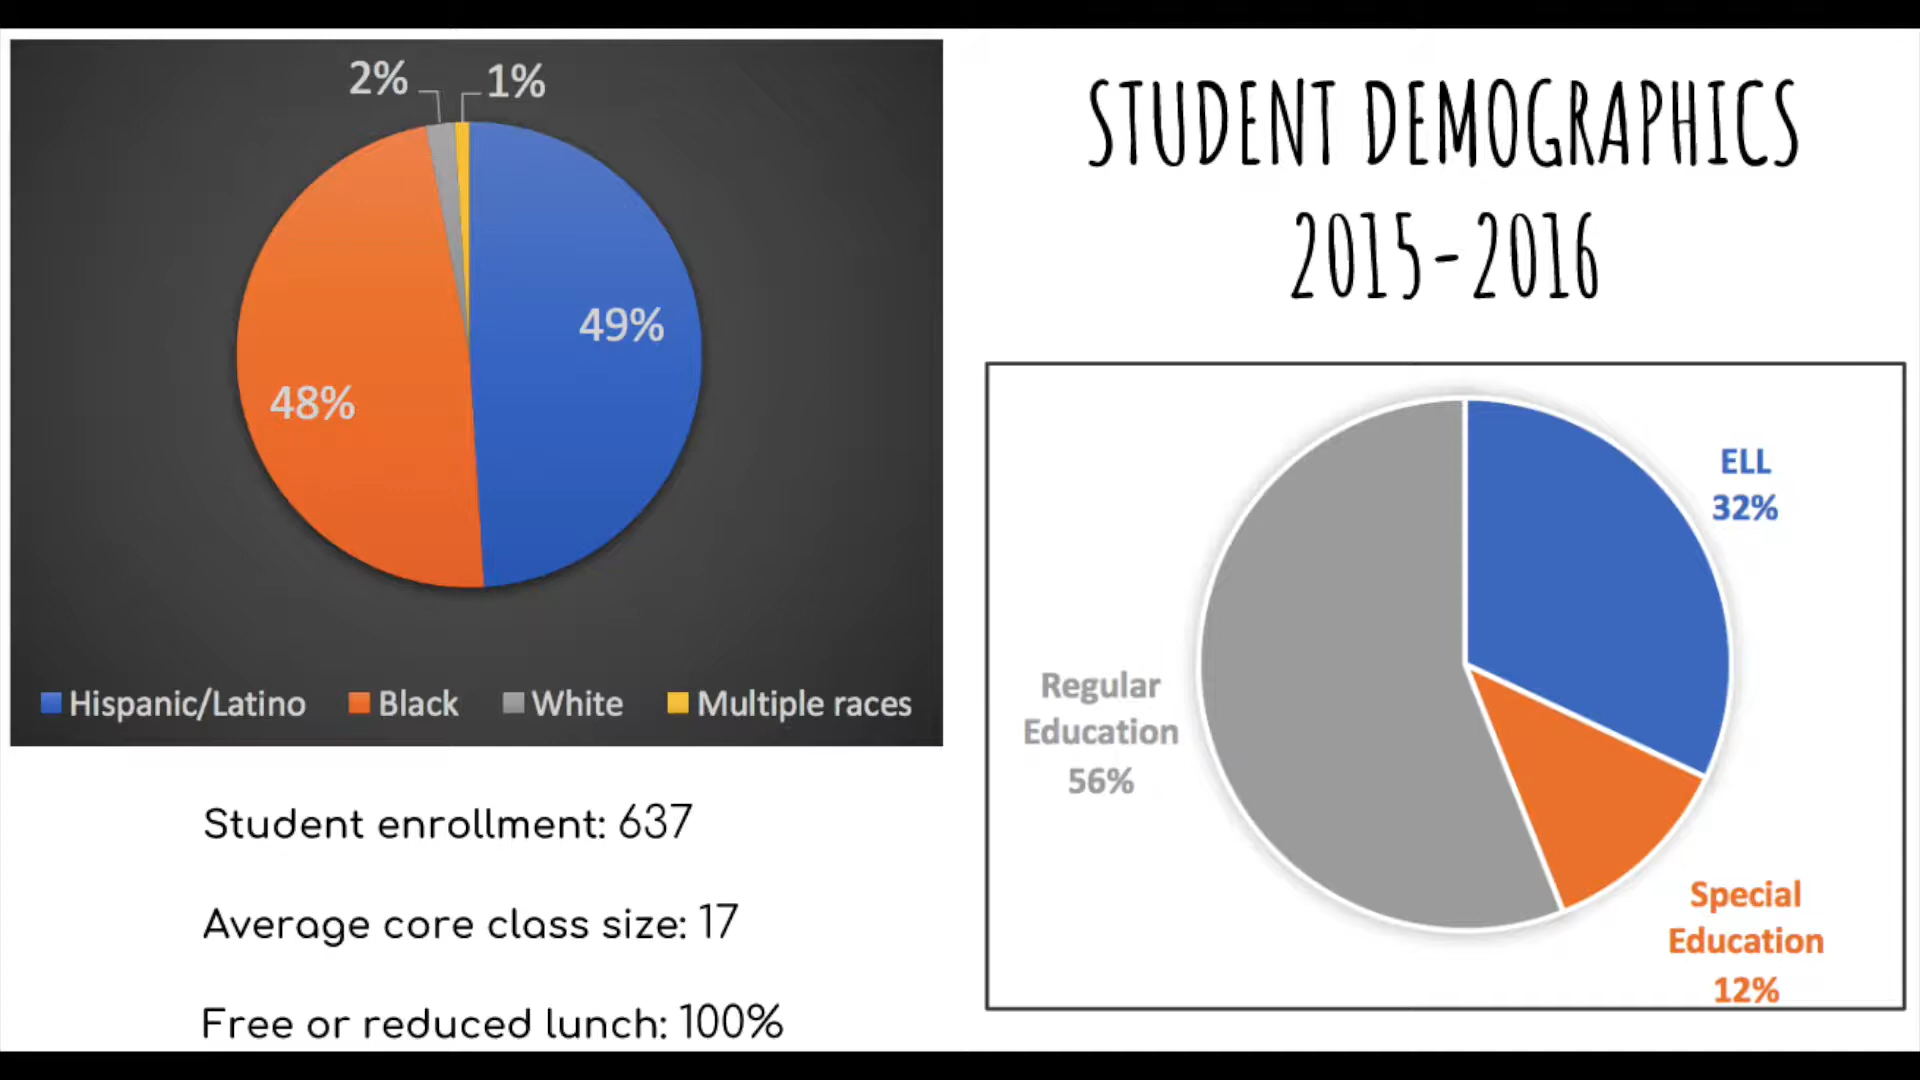 2%
1%
49%
48%
Hispanic/Latino Black White Multiple races
STUDENT DEMOGRAPHICS
2015-2016
ELL
32%
Regular
Education
56%
Special
Education
12%
Student enrollment: 637
Average core class size: 17
Free or reduced lunch: 100%